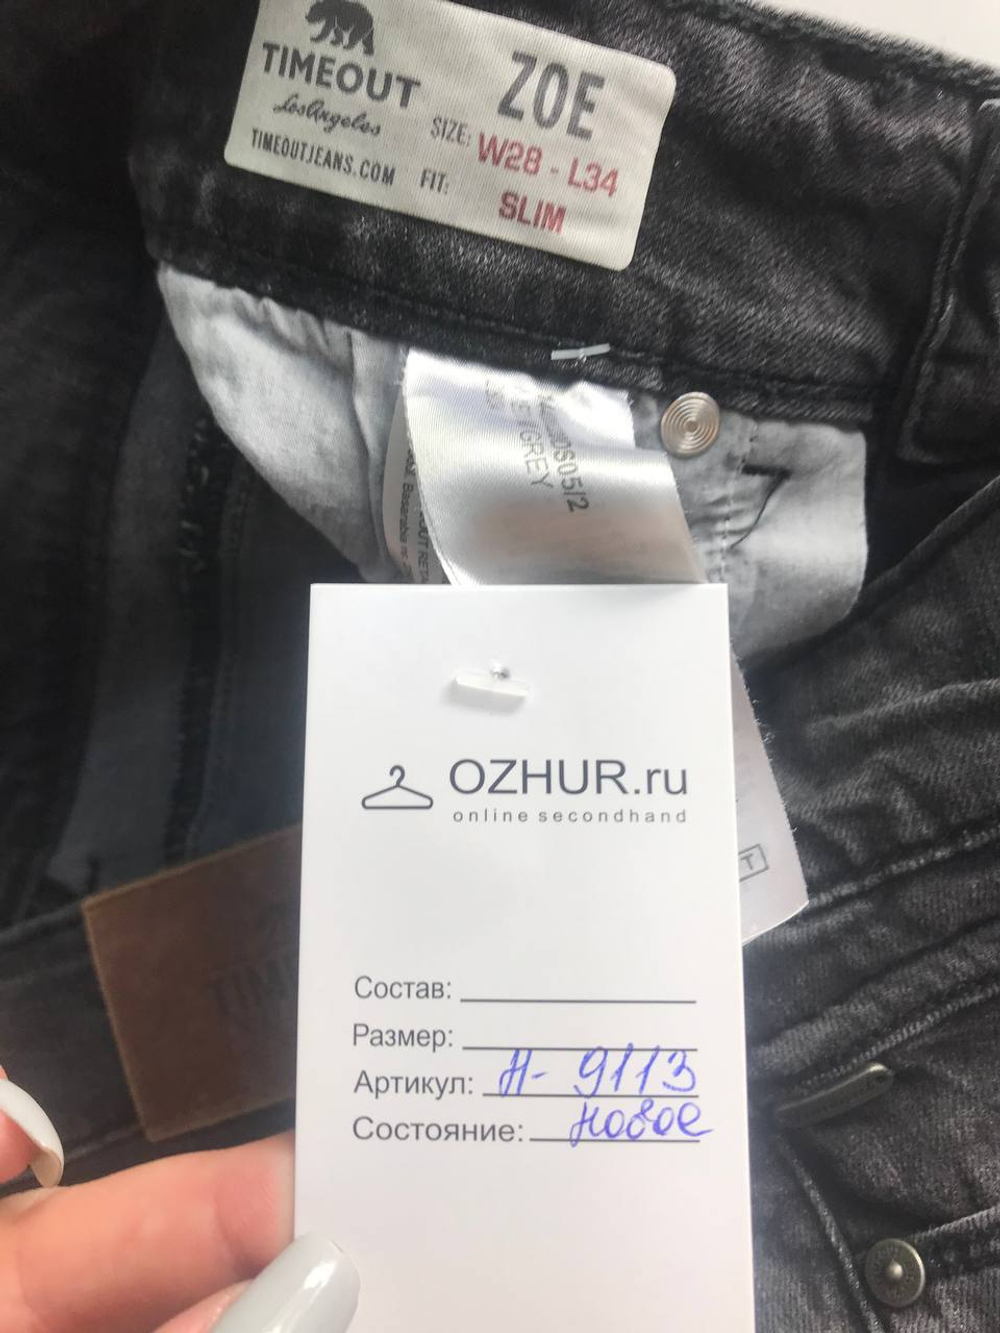 TIMEOUT
ZOE
LosAngeles
SIZE: W28 - L34
TIMEOUTJEANS.COM
FIT: SLIM
GREY
OZHUR.ru
online secondhand
Состав:
Размер:
Артикул: Н- 9113
Состояние: новое